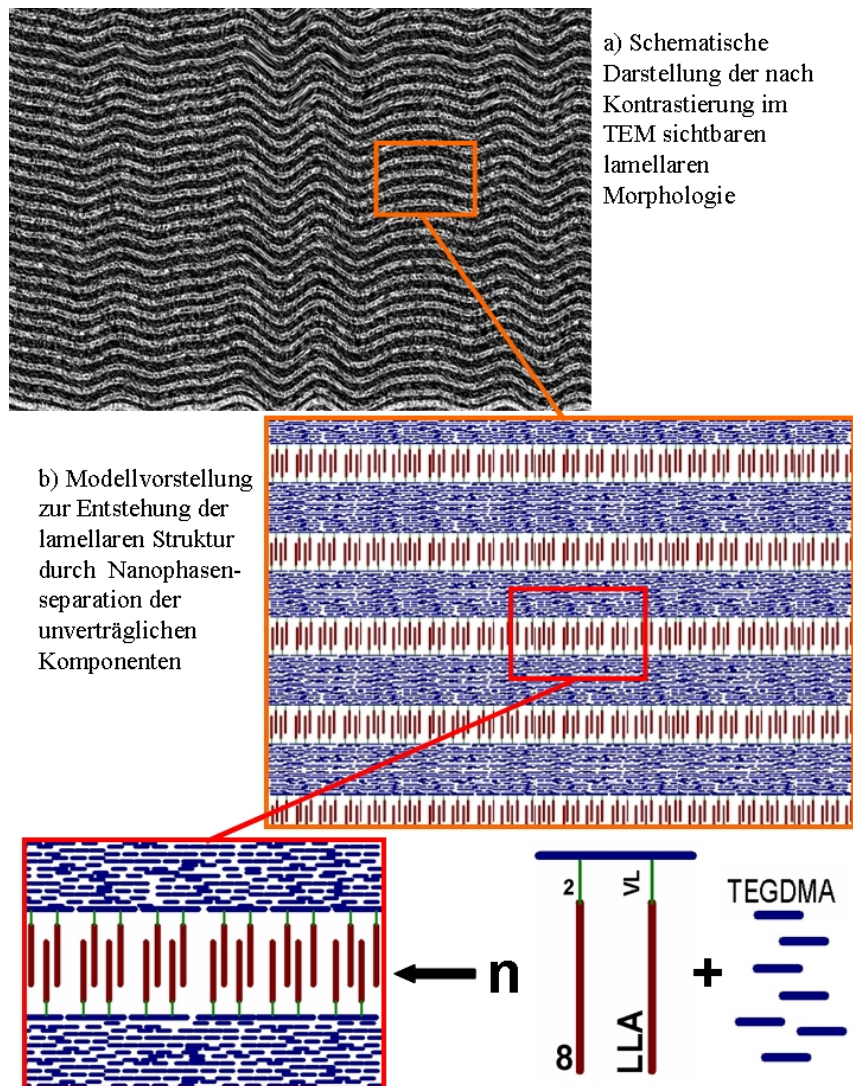 a) Schematische
Darstellung der nach
Kontrastierung im
TEM sichtbaren
lamellaren
Morphologie
b) Modellvorstellung
zur Entstehung der
lamellaren Struktur
durch Nanophasen-
separation der
unverträglichen
Komponenten
n
2
VL
8
LLA
+
TEGDMA